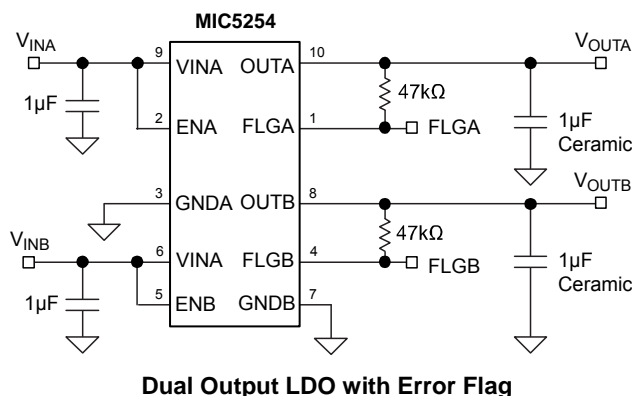 MIC5254
VINA
9
VINA
OUTA
10
VOUTA
1µF
47kΩ
2
ENA
FLGA
1
FLGA
1µF
Ceramic
3
GNDA
OUTB
8
VOUTB
VINB
6
VINA
FLGB
4
47kΩ
FLGB
1µF
5
ENB
GNDB
7
1µF
Ceramic
Dual Output LDO with Error Flag